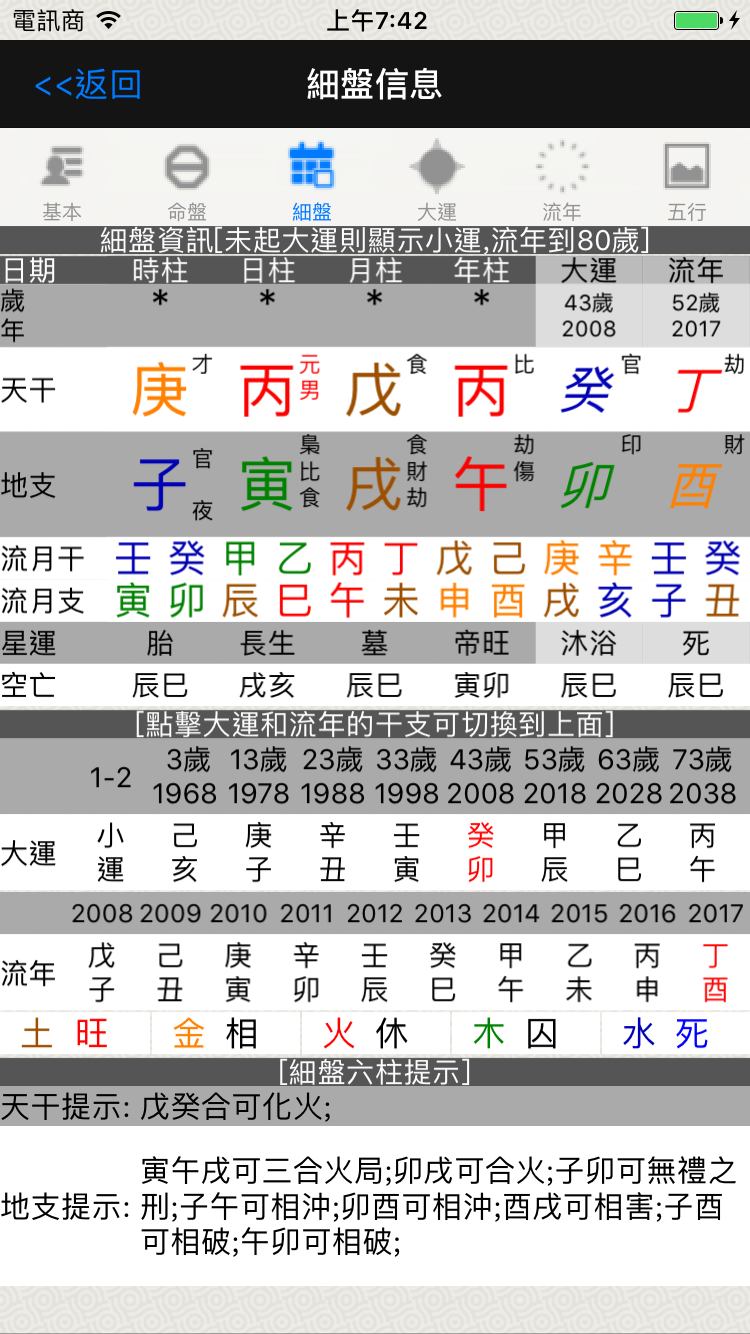 電訊商 上午7:42
<<返回 細盤信息
基本 命盤 細盤 大運 流年 五行
細盤資訊[未起大運則顯示小運,流年到80歲]
日期 時柱 日柱 月柱 年柱 大運 流年
歲年 * * * * 43歲 52歲
2008 2017
天干 庚 才 丙 元男 戊 食 丙 比 癸 官 丁 劫
地支 子 官夜 寅 梟比食 戌 食財劫 午 劫傷 卯 印 酉 財
流月干 壬 癸 甲 乙 丙 丁 戊 己 庚 辛 壬 癸
流月支 寅 卯 辰 巳 午 未 申 酉 戌 亥 子 丑
星運 胎 長生 墓 帝旺 沐浴 死
空亡 辰巳 戌亥 辰巳 寅卯 辰巳 辰巳
[點擊大運和流年的干支可切換到上面]
1-2 3歲 13歲 23歲 33歲 43歲 53歲 63歲 73歲
1968 1978 1988 1998 2008 2018 2028 2038
大運 小運 己亥 庚子 辛丑 壬寅 癸卯 甲辰 乙巳 丙午
2008 2009 2010 2011 2012 2013 2014 2015 2016 2017
流年 戊子 己丑 庚寅 辛卯 壬辰 癸巳 甲午 乙未 丙申 丁酉
土 旺 金 相 火 休 木 囚 水 死
[細盤六柱提示]
天干提示: 戊癸合可化火;
地支提示: 寅午戌可三合火局;卯戌可合火;子卯可無禮之
刑;子午可相沖;卯酉可相沖;酉戌可相害;子酉
可相破;午卯可相破;